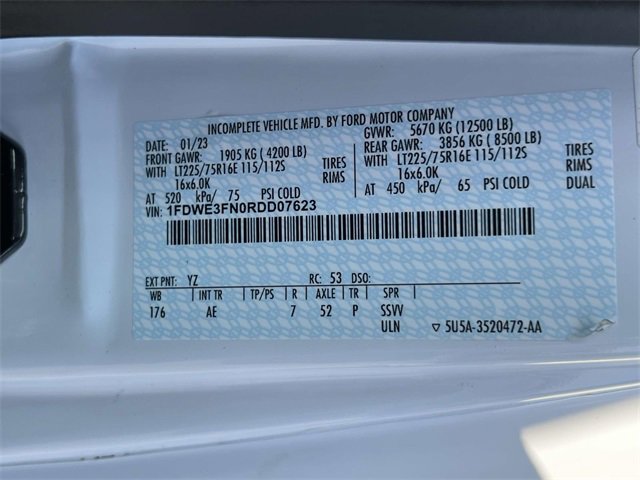 INCOMPLETE VEHICLE MFD. BY FORD MOTOR COMPANY
DATE: 01/23 GVWR: 5670 KG (12500 LB)
FRONT GAWR: 1905 KG ( 4200 LB) REAR GAWR: 3856 KG ( 8500 LB)
WITH LT225/75R16E 115/112S TIRES WITH LT225/75R16E 115/112S TIRES
16x6.0K RIMS 16x6.0K RIMS
AT 520 kPa/ 75 PSI COLD AT 450 kPa/ 65 PSI COLD DUAL
VIN: 1FDWE3FN0RDD07623
EXT PNT: YZ RC: 53 DSO:
WB INT TR TP/PS R AXLE TR SPR
176 AE 7 52 P SSVV
ULN ▽ 5U5A-3520472-AA